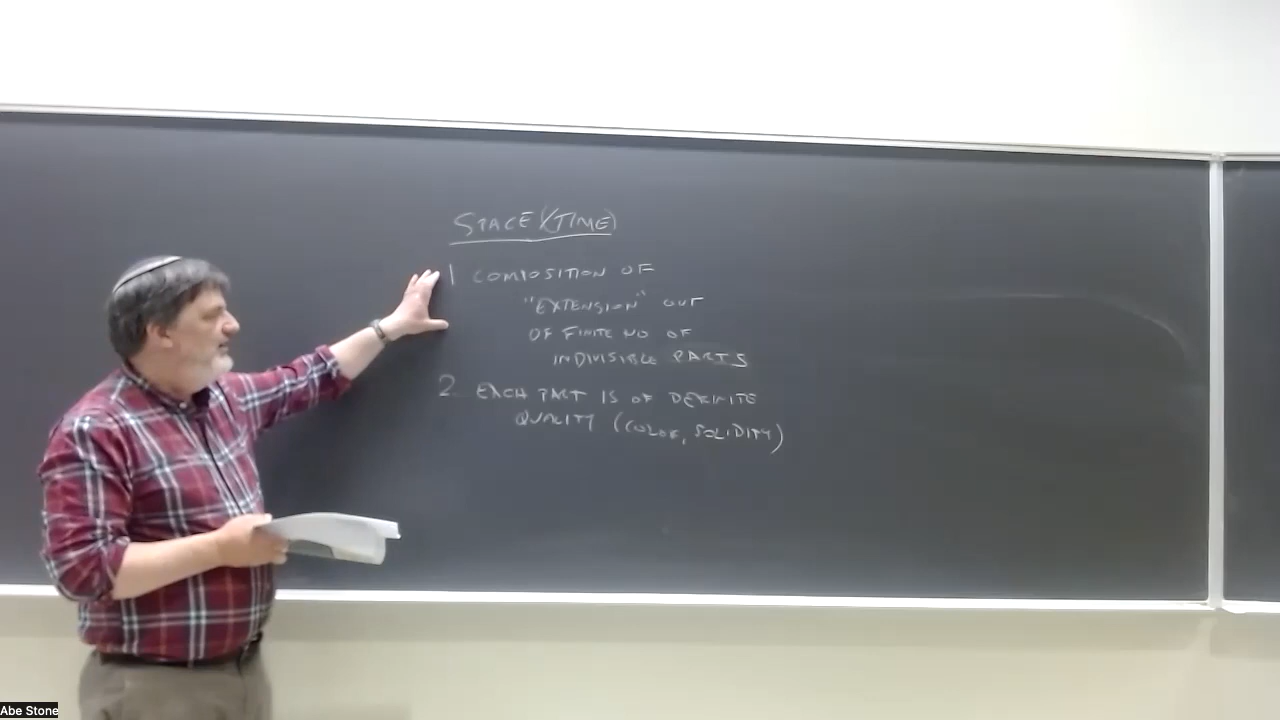 SPACE (TIME)
1 COMPOSITION OF
"EXTENSION" OUT
OF FINITE NO OF
INDIVISIBLE PARTS
2 EACH PART IS OF DEFINITE
QUALITY (COLOR, SOLIDITY)
Abe Stone